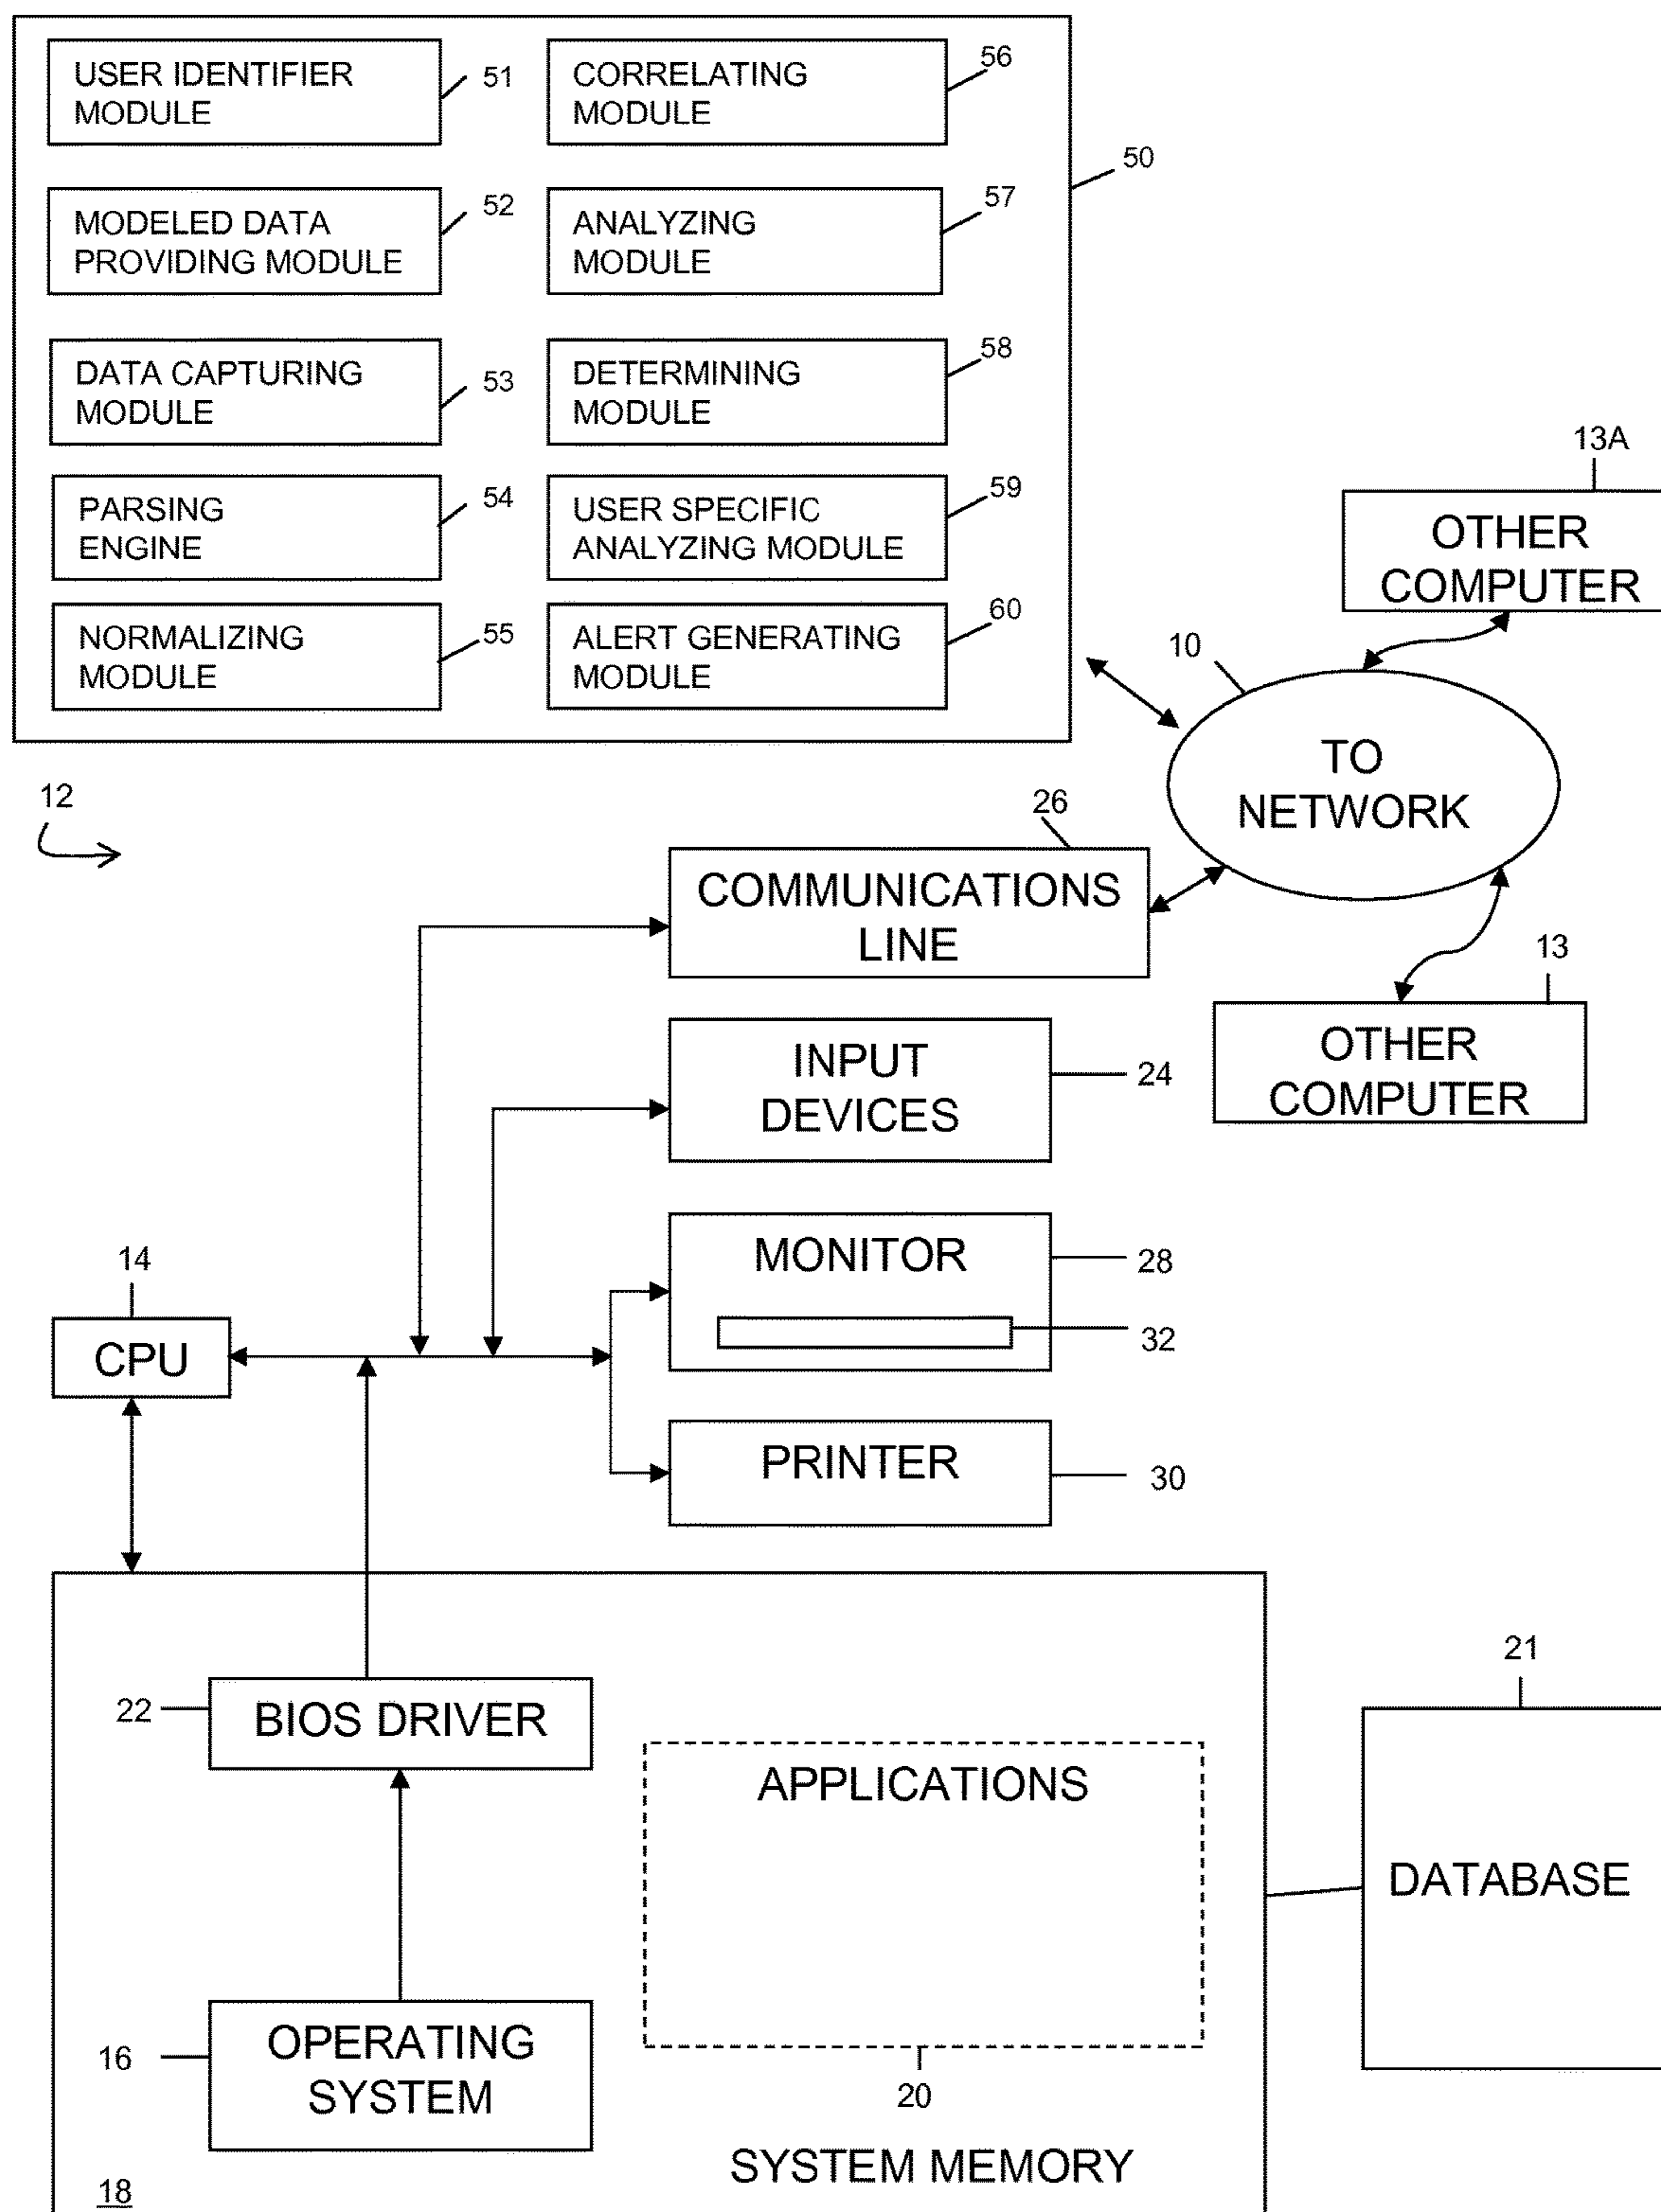 USER IDENTIFIER
MODULE
51
CORRELATING
MODULE
56
50
MODELED DATA
PROVIDING MODULE
52
ANALYZING
MODULE
57
DATA CAPTURING
MODULE
53
DETERMINING
MODULE
58
PARSING
ENGINE
54
USER SPECIFIC
ANALYZING MODULE
59
NORMALIZING
MODULE
55
ALERT GENERATING
MODULE
60
13A
OTHER
COMPUTER
10
TO
NETWORK
12
26
COMMUNICATIONS
LINE
13
OTHER
COMPUTER
INPUT
DEVICES
24
MONITOR
28
32
14
CPU
PRINTER
30
22
BIOS DRIVER
APPLICATIONS
21
DATABASE
16
OPERATING
SYSTEM
20
SYSTEM MEMORY
18